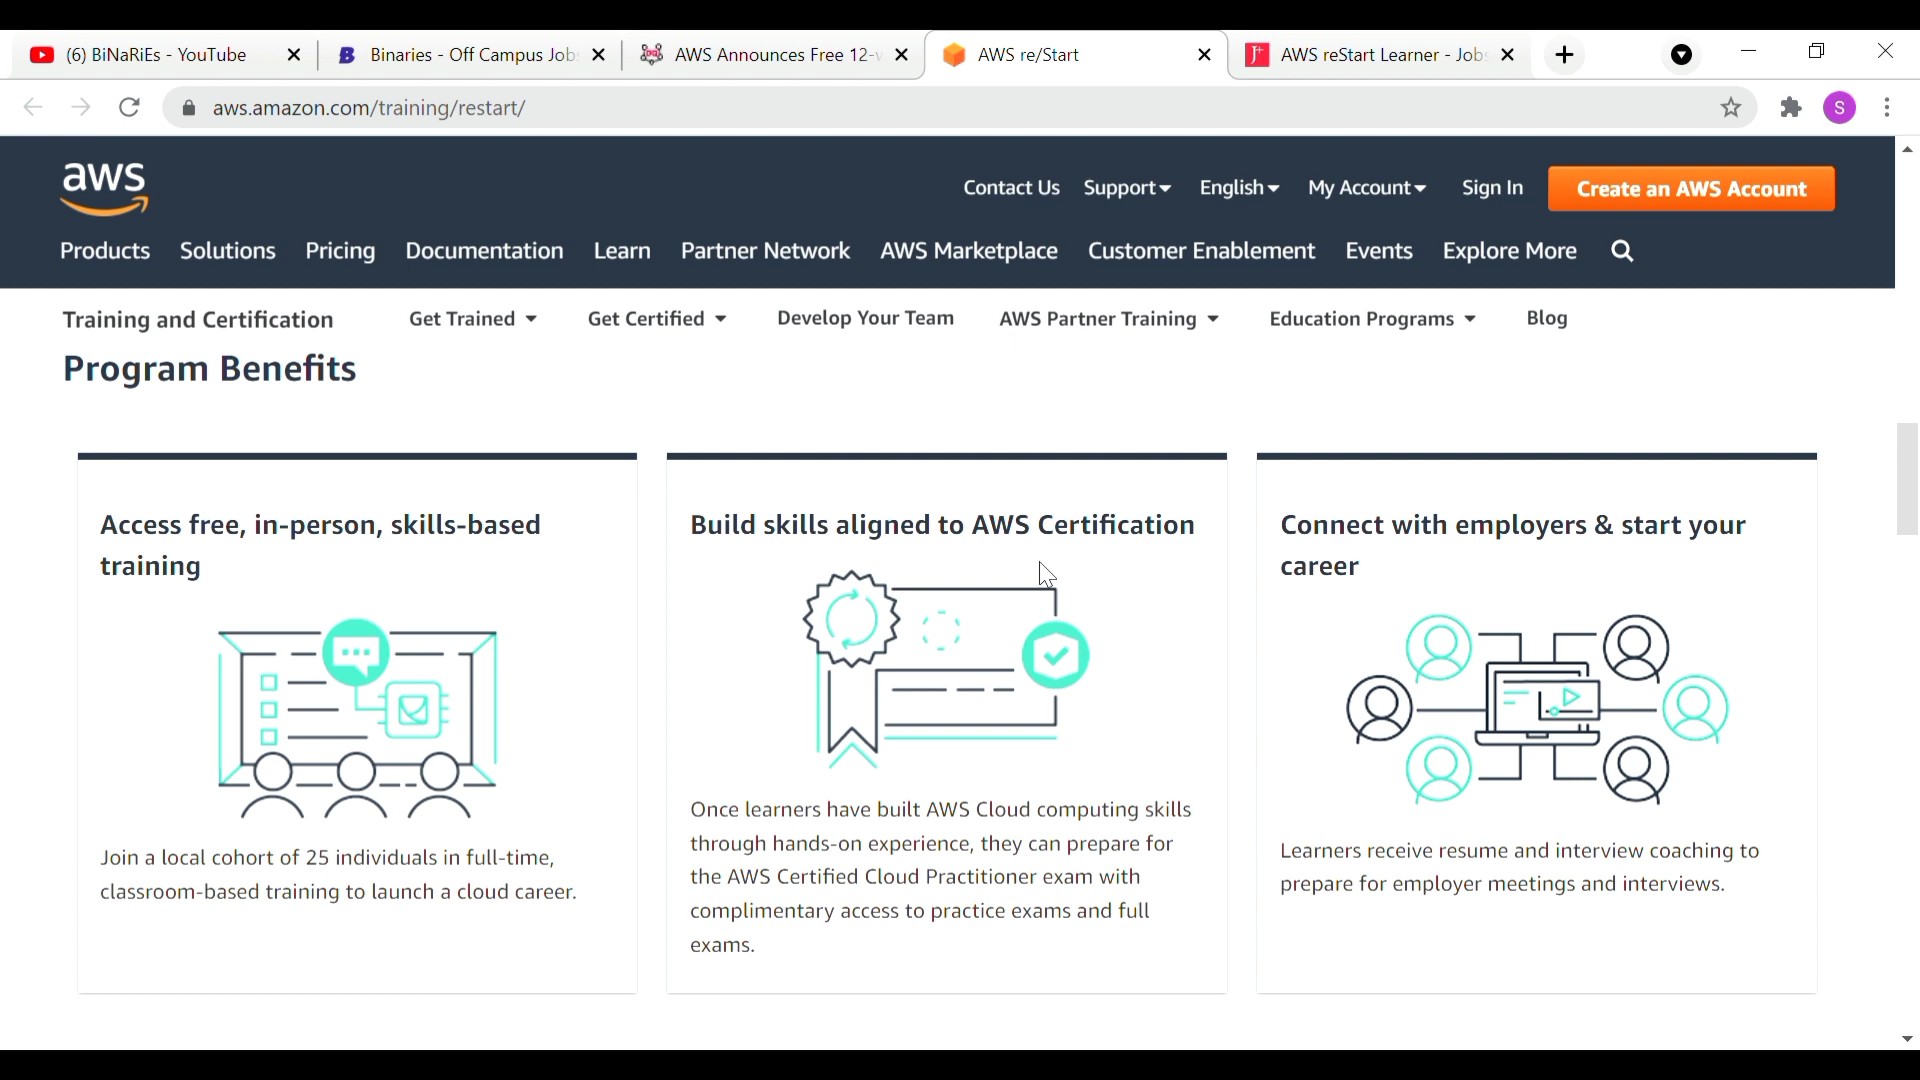 (6) BiNaRiEs - YouTube
B Binaries - Off Campus Job
AWS Announces Free 12-
AWS re/Start
J+ AWS reStart Learner - Job
aws.amazon.com/training/restart/
S
aws
Contact Us Support English My Account Sign In Create an AWS Account
Products Solutions Pricing Documentation Learn Partner Network AWS Marketplace Customer Enablement Events Explore More
Training and Certification Get Trained Get Certified Develop Your Team AWS Partner Training Education Programs Blog
Program Benefits
Access free, in-person, skills-based
training
Join a local cohort of 25 individuals in full-time,
classroom-based training to launch a cloud career.
Build skills aligned to AWS Certification
Once learners have built AWS Cloud computing skills
through hands-on experience, they can prepare for
the AWS Certified Cloud Practitioner exam with
complimentary access to practice exams and full
exams.
Connect with employers & start your
career
Learners receive resume and interview coaching to
prepare for employer meetings and interviews.